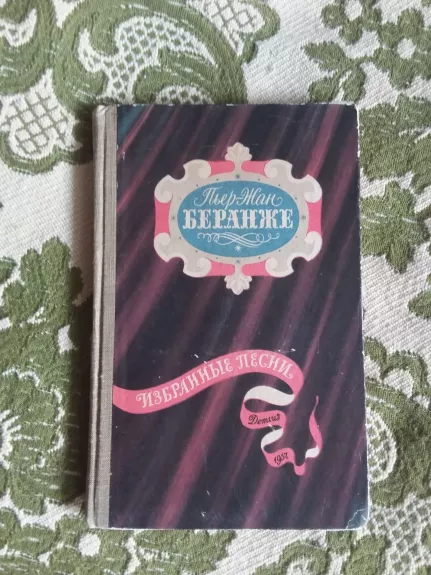 Пьер-Жан
БЕРАНЖЕ
ИЗБРАННЫЕ ПЕСНИ
Детгиз
1957